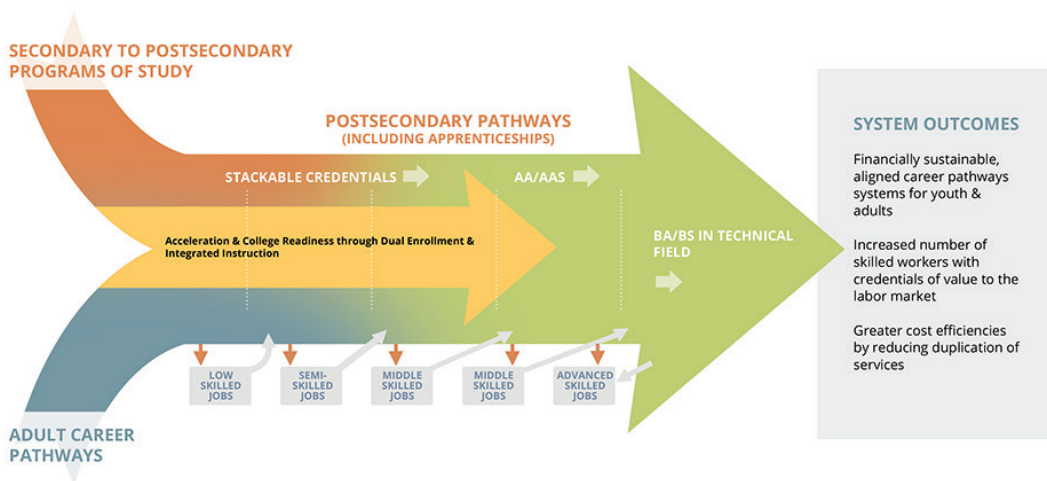 SECONDARY TO POSTSECONDARY
PROGRAMS OF STUDY
POSTSECONDARY PATHWAYS
(INCLUDING APPRENTICESHIPS)
STACKABLE CREDENTIALS
AA/AAS
Acceleration & College Readiness through Dual Enrollment &
Integrated Instruction
BA/BS IN TECHNICAL
FIELD
LOW
SKILLED
JOBS
SEMI-
SKILLED
JOBS
MIDDLE
SKILLED
JOBS
MIDDLE
SKILLED
JOBS
ADVANCED
SKILLED
JOBS
ADULT CAREER
PATHWAYS
SYSTEM OUTCOMES
Financially sustainable,
aligned career pathways
systems for youth &
adults
Increased number of
skilled workers with
credentials of value to the
labor market
Greater cost efficiencies
by reducing duplication of
services